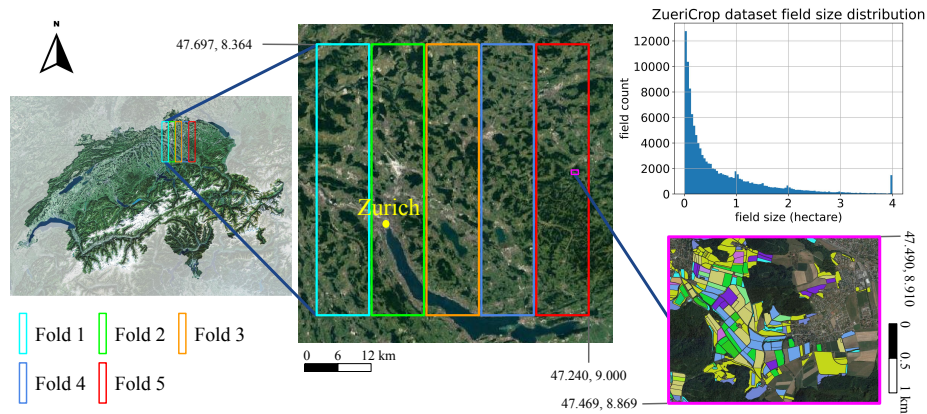 N
47.697, 8.364
Zurich
Fold 1
Fold 2
Fold 3
Fold 4
Fold 5
0 6 12 km
47.240, 9.000
47.469, 8.869
ZueriCrop dataset field size distribution
field count
12000
10000
8000
6000
4000
2000
0
0 1 2 3 4
field size (hectare)
47.490, 8.910
0 0.5 1 km